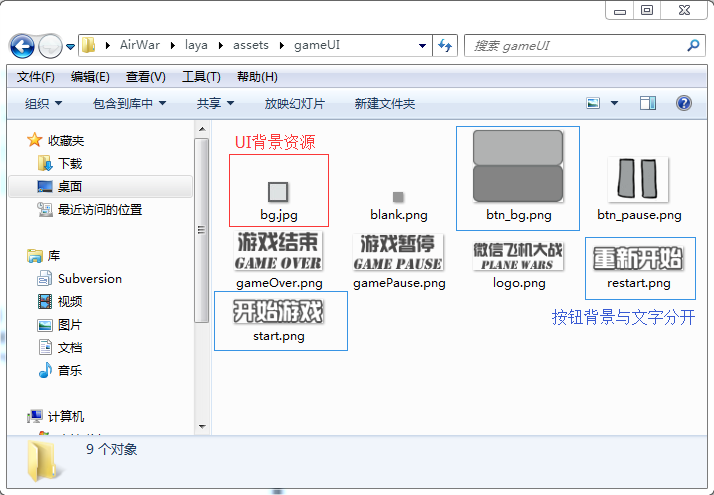 AirWar laya assets gameUI
搜索 gameUI
文件(F) 编辑(E) 查看(V) 工具(T) 帮助(H)
组织 包含到库中 共享 放映幻灯片 新建文件夹
收藏夹
下载
桌面
最近访问的位置
库
Subversion
视频
图片
文档
音乐
计算机
UI背景资源
bg.jpg
blank.png
btn_bg.png
btn_pause.png
游戏结束
GAME OVER
gameOver.png
游戏暂停
GAME PAUSE
gamePause.png
微信飞机大战
PLANE WARS
logo.png
重新开始
restart.png
按钮背景与文字分开
开始游戏
start.png
9 个对象